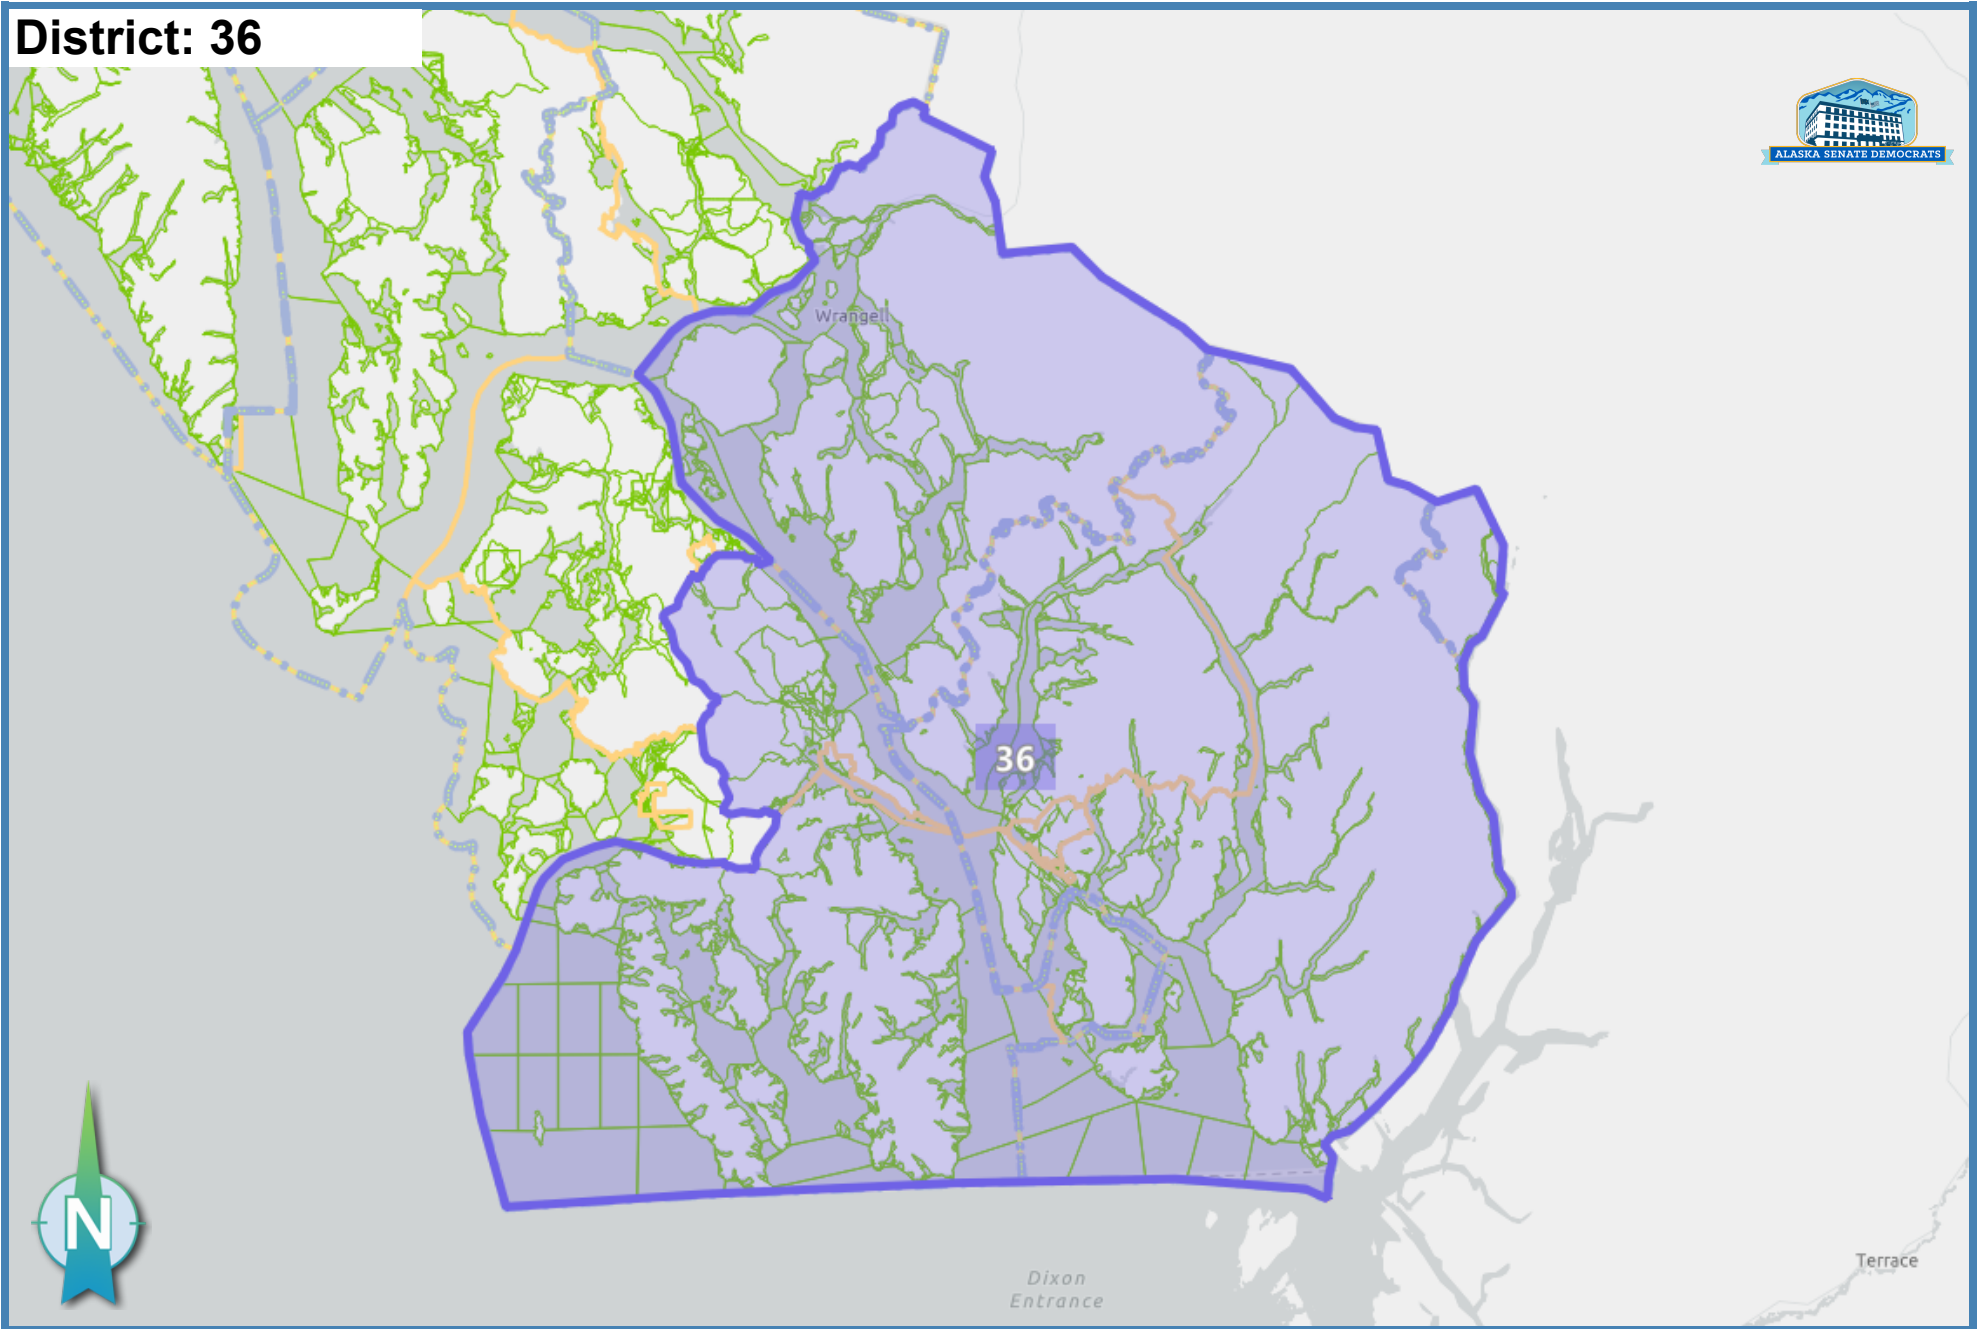 District: 36
ALASKA SENATE DEMOCRATS
Wrangell
36
N
Terrace
Dixon
Entrance